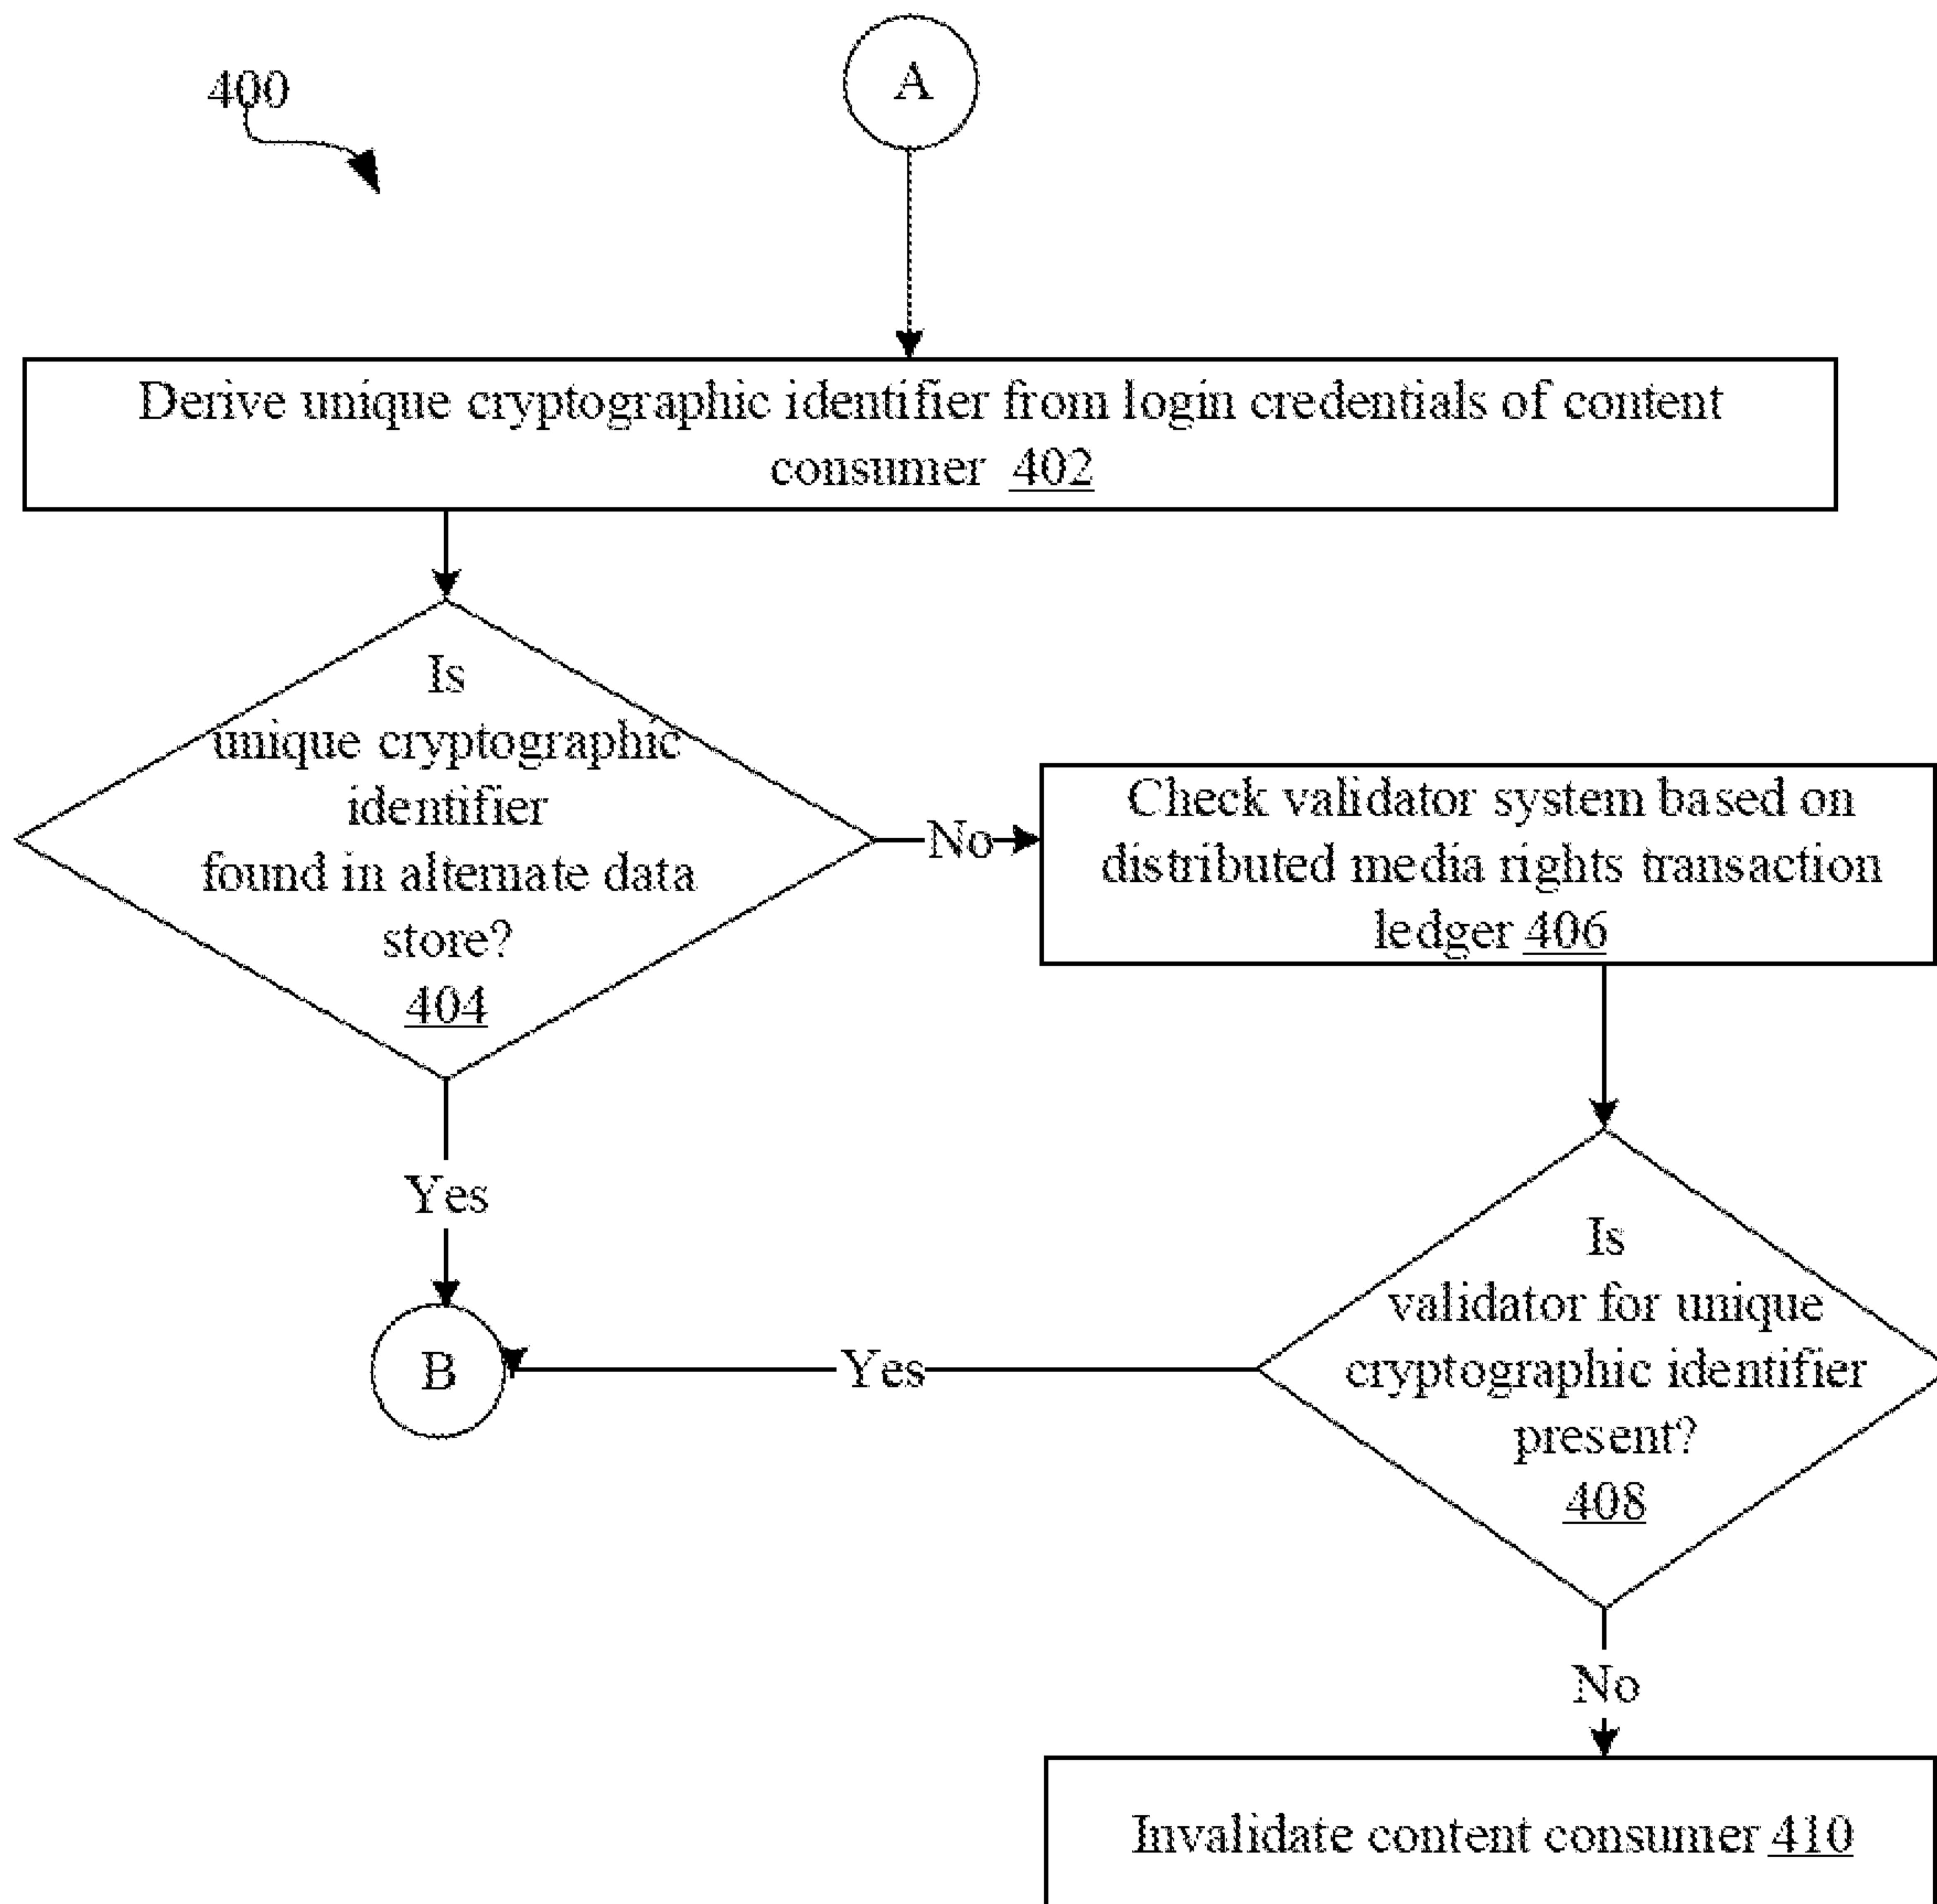 400
A
Derive unique cryptographic identifier from login credentials of content
consumer 402
Is
unique cryptographic
identifier
found in alternate data
store?
404
No
Check validator system based on
distributed media rights transaction
ledger 406
Yes
B
Yes
Is
validator for unique
cryptographic identifier
present?
408
No
Invalidate content consumer 410